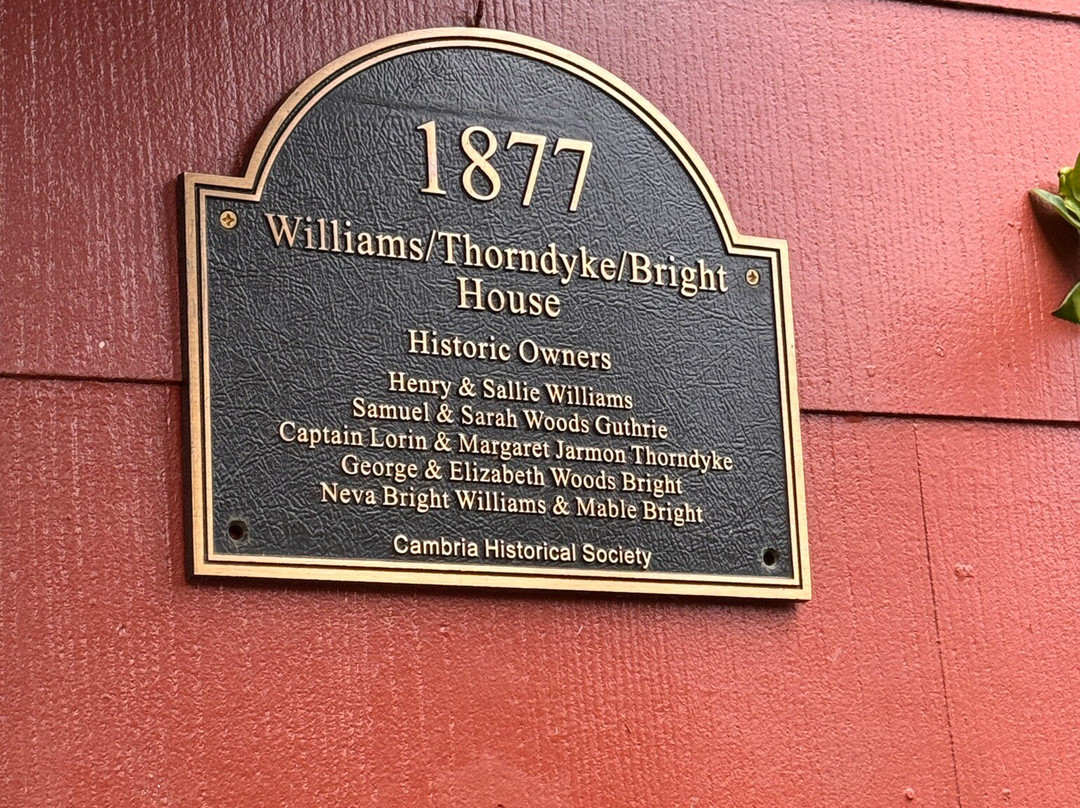 1877
Williams/Thorndyke/Bright
House
Historic Owners
Henry & Sallie Williams
Samuel & Sarah Woods Guthrie
Captain Lorin & Margaret Jarmon Thorndyke
George & Elizabeth Woods Bright
Neva Bright Williams & Mable Bright
Cambria Historical Society